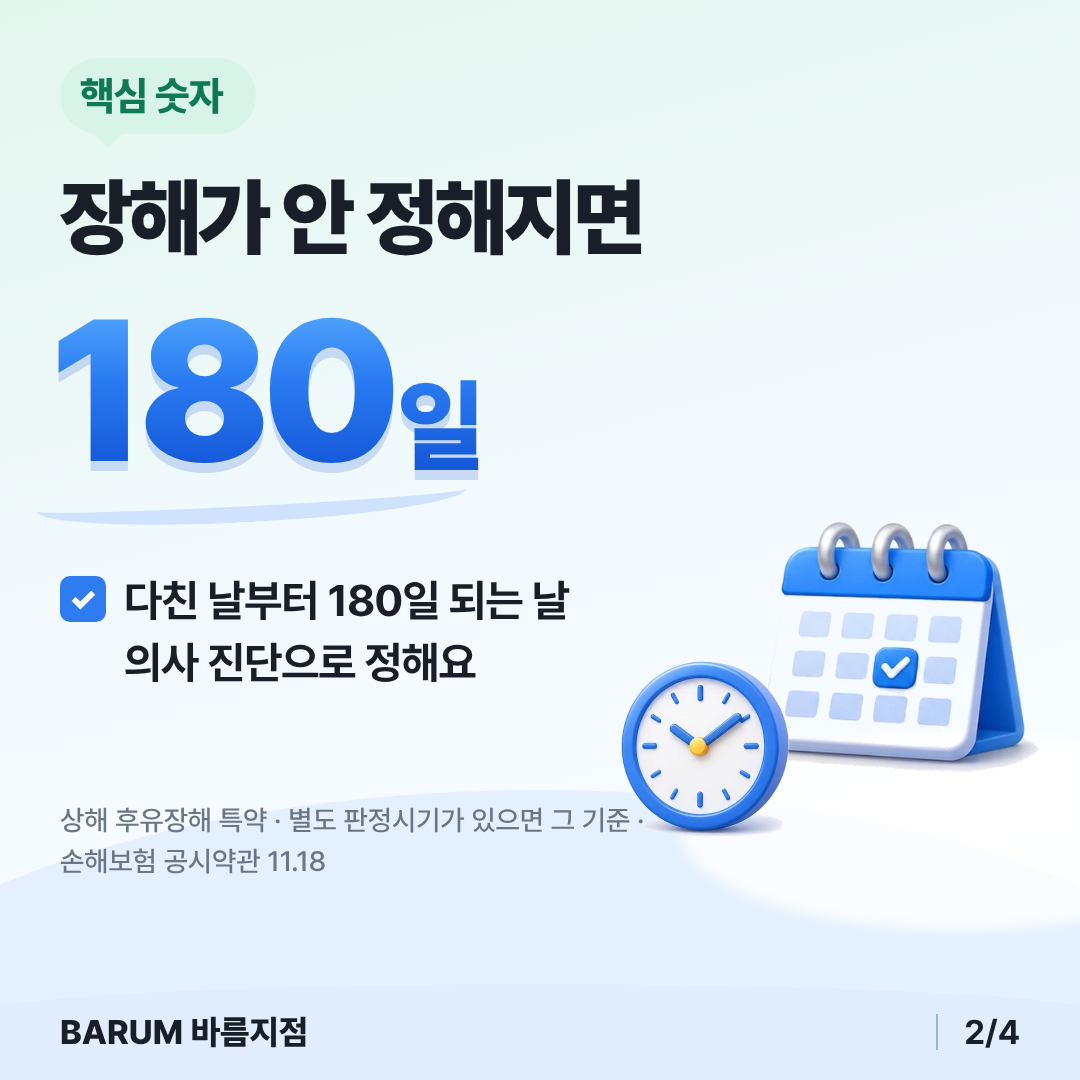 핵심 숫자
장해가 안 정해지면
180일
다친 날부터 180일 되는 날
의사 진단으로 정해요
상해 후유장해 특약 · 별도 판정시기가 있으면 그 기준 ·
손해보험 공시약관 11.18
BARUM 바름지점
2/4